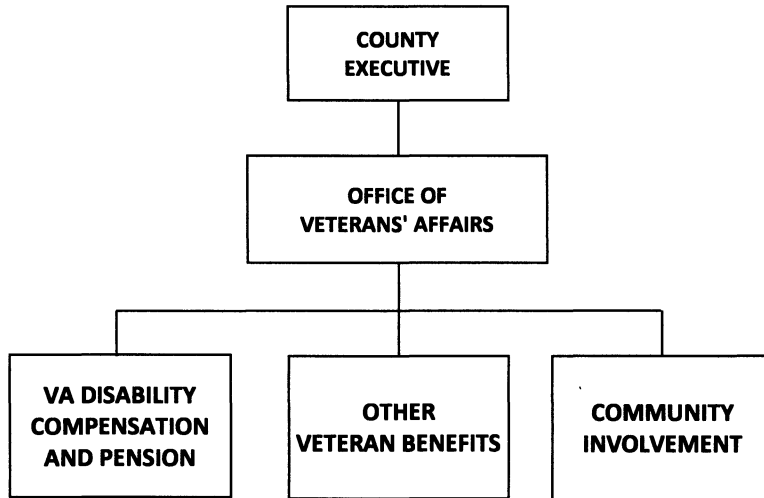 COUNTY
EXECUTIVE
OFFICE OF
VETERANS' AFFAIRS
VA DISABILITY
COMPENSATION
AND PENSION
OTHER
VETERAN BENEFITS
COMMUNITY
INVOLVEMENT